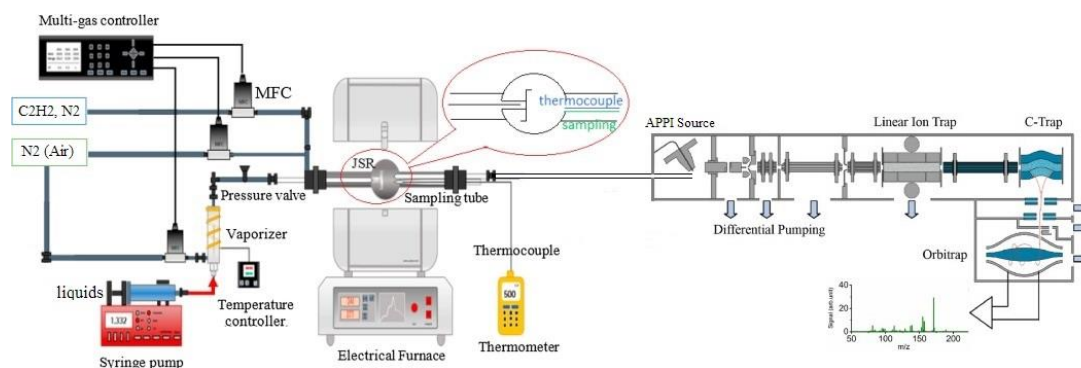 Multi-gas controller
MFC
C2H2, N2
N2 (Air)
JSR
thermocouple
sampling
Pressure valve
Sampling tube
Vaporizer
liquids
Temperature
controller.
Syringe pump
1,332
Electrical Furnace
Thermocouple
500
Thermometer
APPI Source
Linear Ion Trap
C-Trap
Differential Pumping
Orbitrap
Signal (arb.unit)
40
20
0
50
100
150
200
m/z